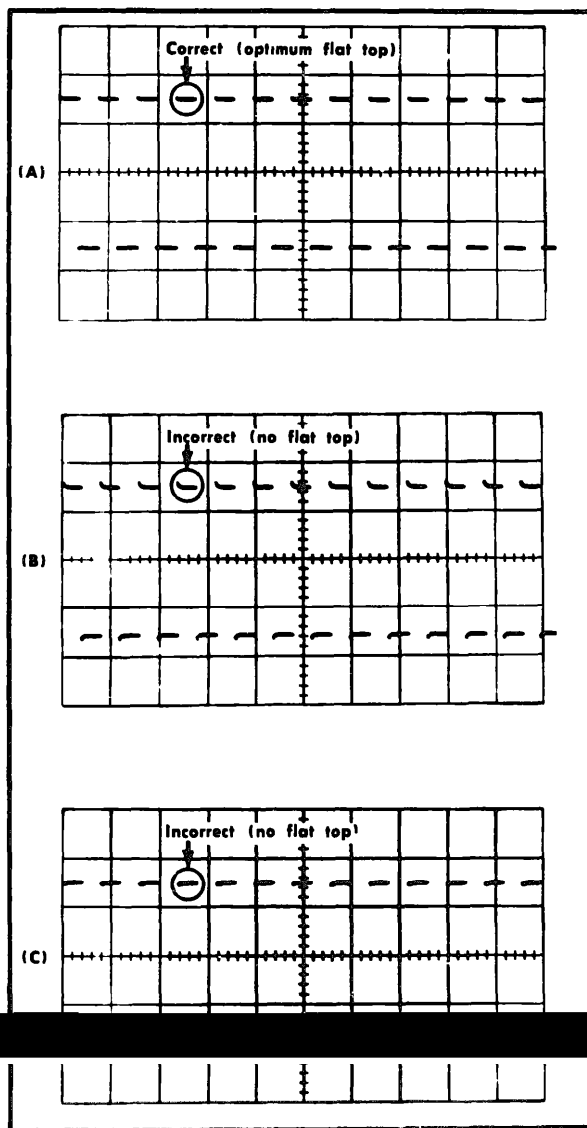 Correct (optimum flat top)
(A)
Incorrect (no flat top)
(B)
Incorrect (no flat top)
(C)